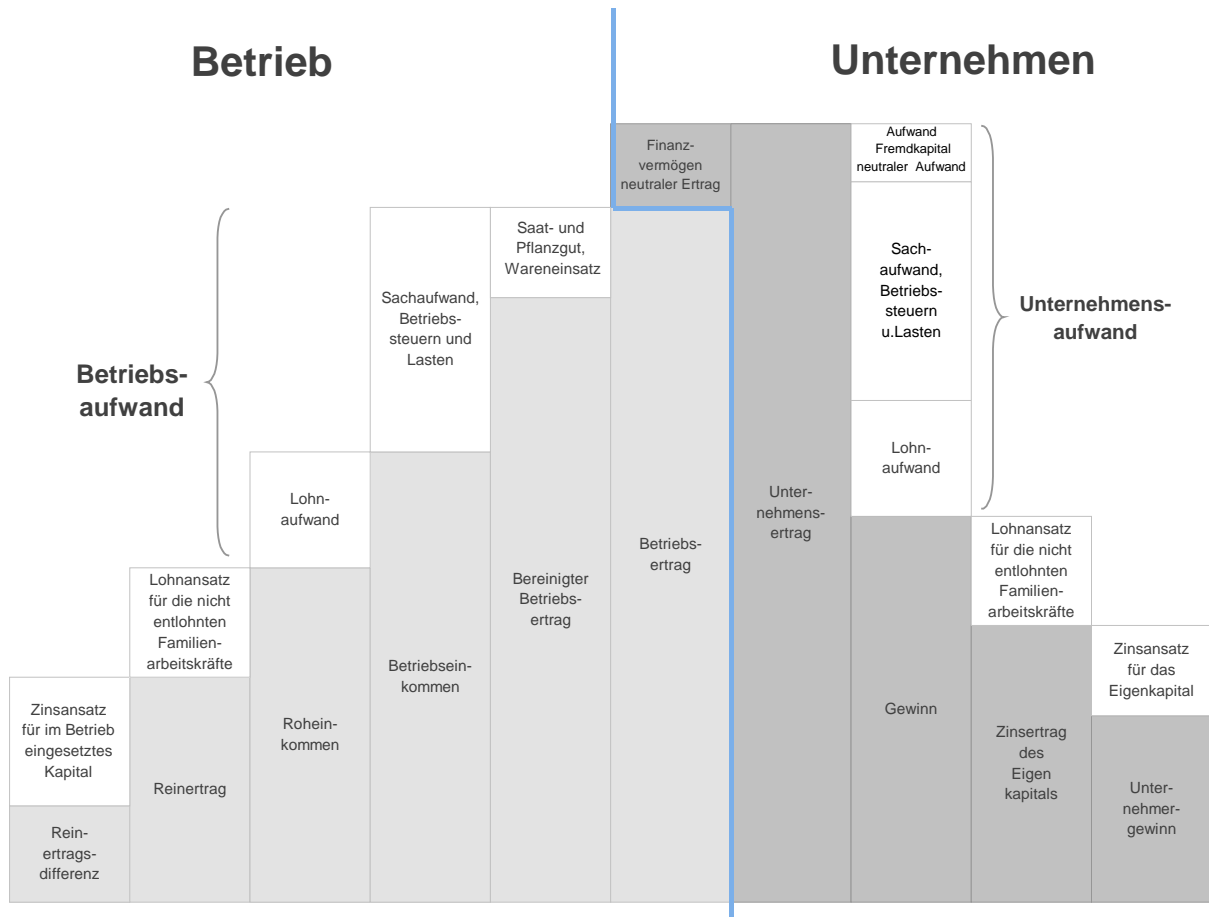 Betrieb
Unternehmen
Finanz-
vermögen
neutraler Ertrag
Aufwand
Fremdkapital
neutraler Aufwand
Saat- und
Pflanzgut,
Wareneinsatz
Sachaufwand,
Betriebs-
steuern und
Lasten
Sach-
aufwand,
Betriebs-
steuern
u.Lasten
Unternehmens-
aufwand
Betriebs-
aufwand
Lohn-
aufwand
Lohn-
aufwand
Unter-
nehmens-
ertrag
Betriebs-
ertrag
Lohnansatz
für die nicht
entlohnten
Familien-
arbeitskräfte
Lohnansatz
für die nicht
entlohnten
Familien-
arbeitskräfte
Bereinigter
Betriebs-
ertrag
Betriebsein-
kommen
Zinsansatz
für das
Eigenkapital
Zinsansatz
für im Betrieb
eingesetztes
Kapital
Rohein-
kommen
Gewinn
Reinertrag
Zinsertrag
des
Eigen
kapitals
Unter-
nehmer-
gewinn
Rein-
ertrags-
differenz